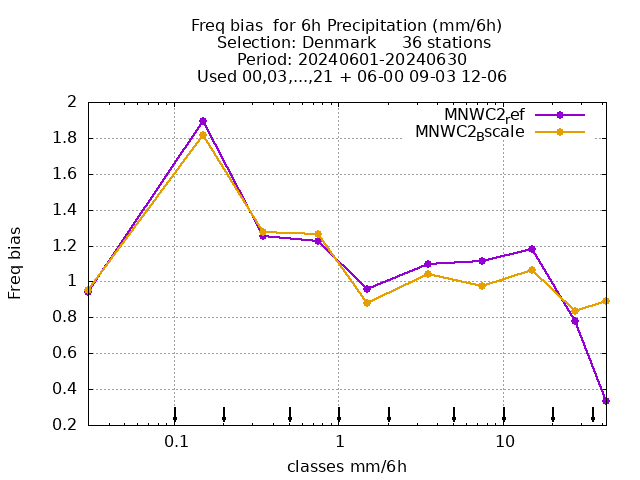 Freq bias  for 6h Precipitation (mm/6h)
Selection: Denmark     36 stations
Period: 20240601-20240630
Used 00,03,...,21 + 06-00 09-03 12-06
MNWC2ref
MNWC2Bscale
2
1.8
1.6
1.4
1.2
1
0.8
0.6
0.4
0.2
Freq bias
0.1 1 10
classes mm/6h